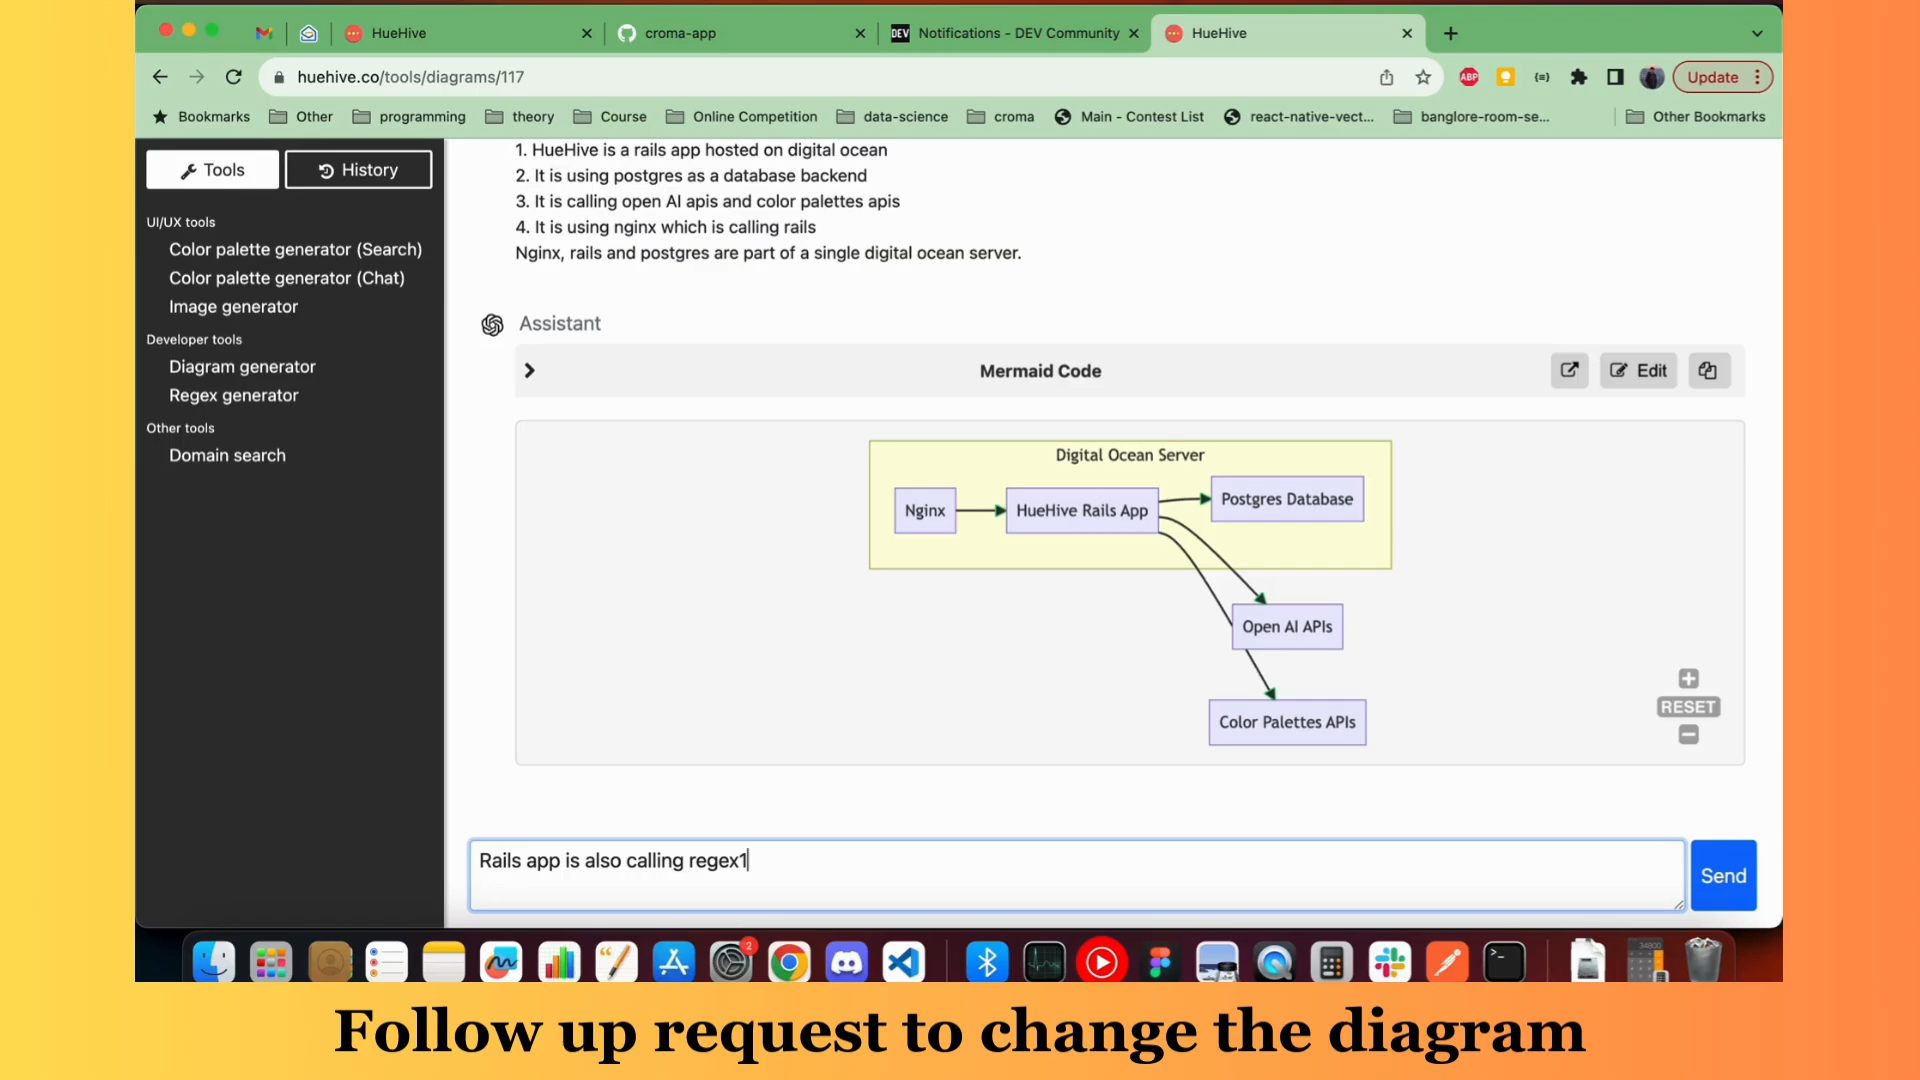 HueHive
croma-app
DEV Notifications - DEV Community
HueHive
huehive.co/tools/diagrams/117
ABP
Update
Bookmarks Other programming theory Course Online Competition data-science croma Main - Contest List react-native-vect... banglore-room-se... Other Bookmarks
Tools History
UI/UX tools
Color palette generator (Search)
Color palette generator (Chat)
Image generator
Developer tools
Diagram generator
Regex generator
Other tools
Domain search
1. HueHive is a rails app hosted on digital ocean
2. It is using postgres as a database backend
3. It is calling open AI apis and color palettes apis
4. It is using nginx which is calling rails
Nginx, rails and postgres are part of a single digital ocean server.
Assistant
Mermaid Code
Edit
Digital Ocean Server
Nginx
HueHive Rails App
Postgres Database
Open AI APIs
Color Palettes APIs
RESET
Rails app is also calling regex1
Send
2
Follow up request to change the diagram